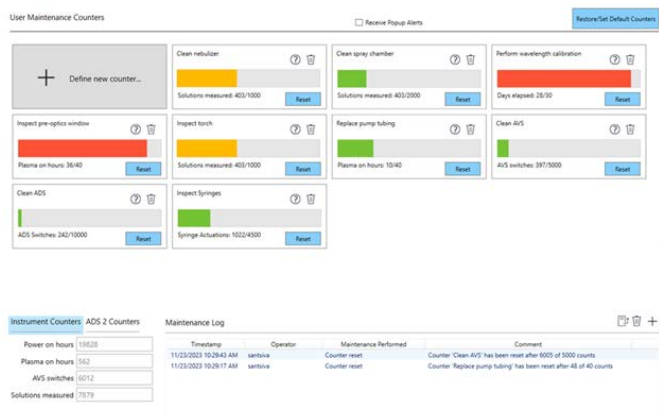 User Maintenance Counters
Receive Popup Alerts
Restore/Set Default Counters
Define new counter...
Clean nebulizer
Solutions measured: 403/1000
Reset
Clean spray chamber
Solutions measured: 403/2000
Reset
Perform wavelength calibration
Days elapsed: 28/30
Reset
Inspect pre-optics window
Plasma on hours: 36/40
Reset
Inspect torch
Solutions measured: 403/1000
Reset
Replace pump tubing
Plasma on hours: 10/40
Reset
Clean AVS
AVS switches: 397/5000
Reset
Clean ADS
ADS Switches: 242/10000
Reset
Inspect Syringes
Syringe Actuations: 1022/4500
Reset
Instrument Counters ADS 2 Counters
Power on hours 19828
Plasma on hours 562
AVS switches 6012
Solutions measured 7879
Maintenance Log
Timestamp Operator Maintenance Performed Comment
11/23/2023 10:29:43 AM santsiva Counter reset Counter 'Clean AVS' has been reset after 6005 of 5000 counts
11/23/2023 10:29:17 AM santsiva Counter reset Counter 'Replace pump tubing' has been reset after 48 of 40 counts